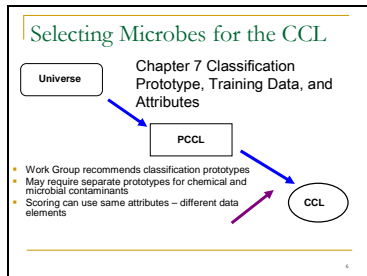 Selecting Microbes for the CCL
Universe
Chapter 7 Classification
Prototype, Training Data, and
Attributes
PCCL
Work Group recommends classification prototypes
May require separate prototypes for chemical and
microbial contaminants
Scoring can use same attributes – different data
elements
CCL
6